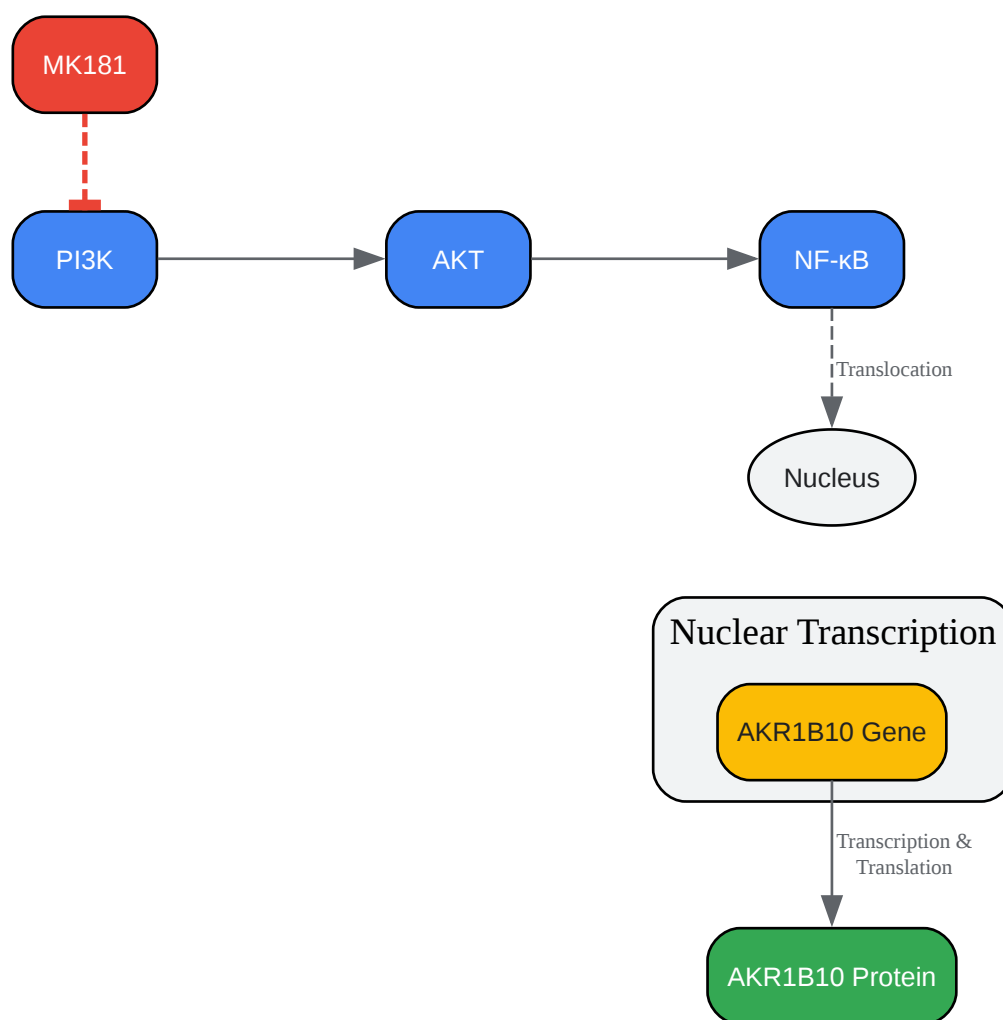 MK181
PI3K
AKT
NF-κB
Translocation
Nucleus
Nuclear Transcription
AKR1B10 Gene
Transcription &
Translation
AKR1B10 Protein